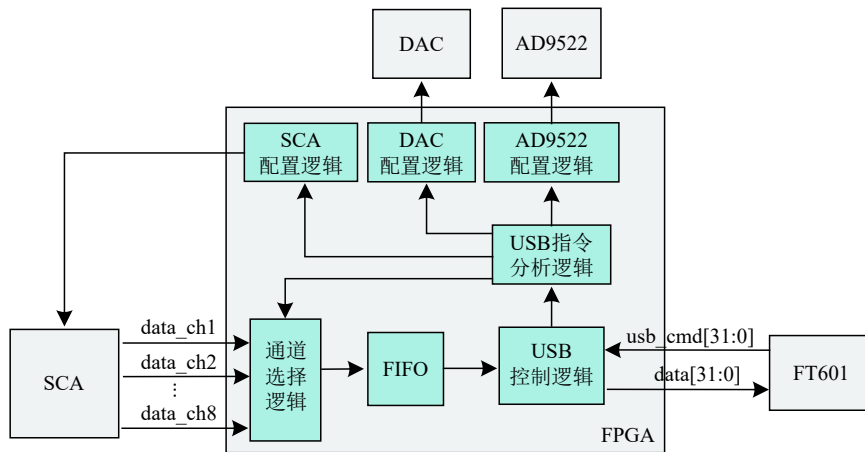 DAC
AD9522
SCA
配置逻辑
DAC
配置逻辑
AD9522
配置逻辑
USB指令
分析逻辑
SCA
data_ch1
data_ch2
⋮
data_ch8
通道
选择
逻辑
FIFO
USB
控制逻辑
usb_cmd[31:0]
data[31:0]
FT601
FPGA